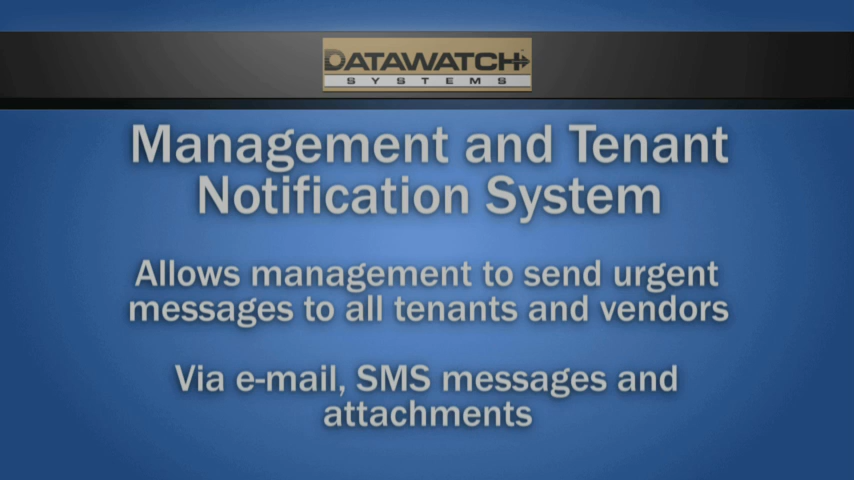 DATAWATCH
SYSTEMS
Management and Tenant
Notification System
Allows management to send urgent
messages to all tenants and vendors
Via e-mail, SMS messages and
attachments